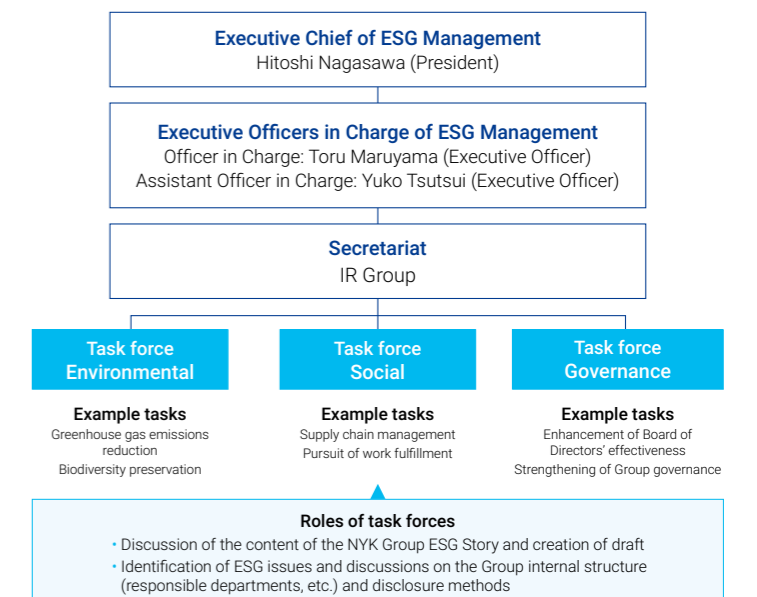 Executive Chief of ESG Management
Hitoshi Nagasawa (President)
Executive Officers in Charge of ESG Management
Officer in Charge: Toru Maruyama (Executive Officer)
Assistant Officer in Charge: Yuko Tsutsui (Executive Officer)
Secretariat
IR Group
Task force
Environmental
Example tasks
Greenhouse gas emissions
reduction
Biodiversity preservation
Task force
Social
Example tasks
Supply chain management
Pursuit of work fulfillment
Task force
Governance
Example tasks
Enhancement of Board of
Directors’ effectiveness
Strengthening of Group governance
Roles of task forces
• Discussion of the content of the NYK Group ESG Story and creation of draft
• Identification of ESG issues and discussions on the Group internal structure
(responsible departments, etc.) and disclosure methods